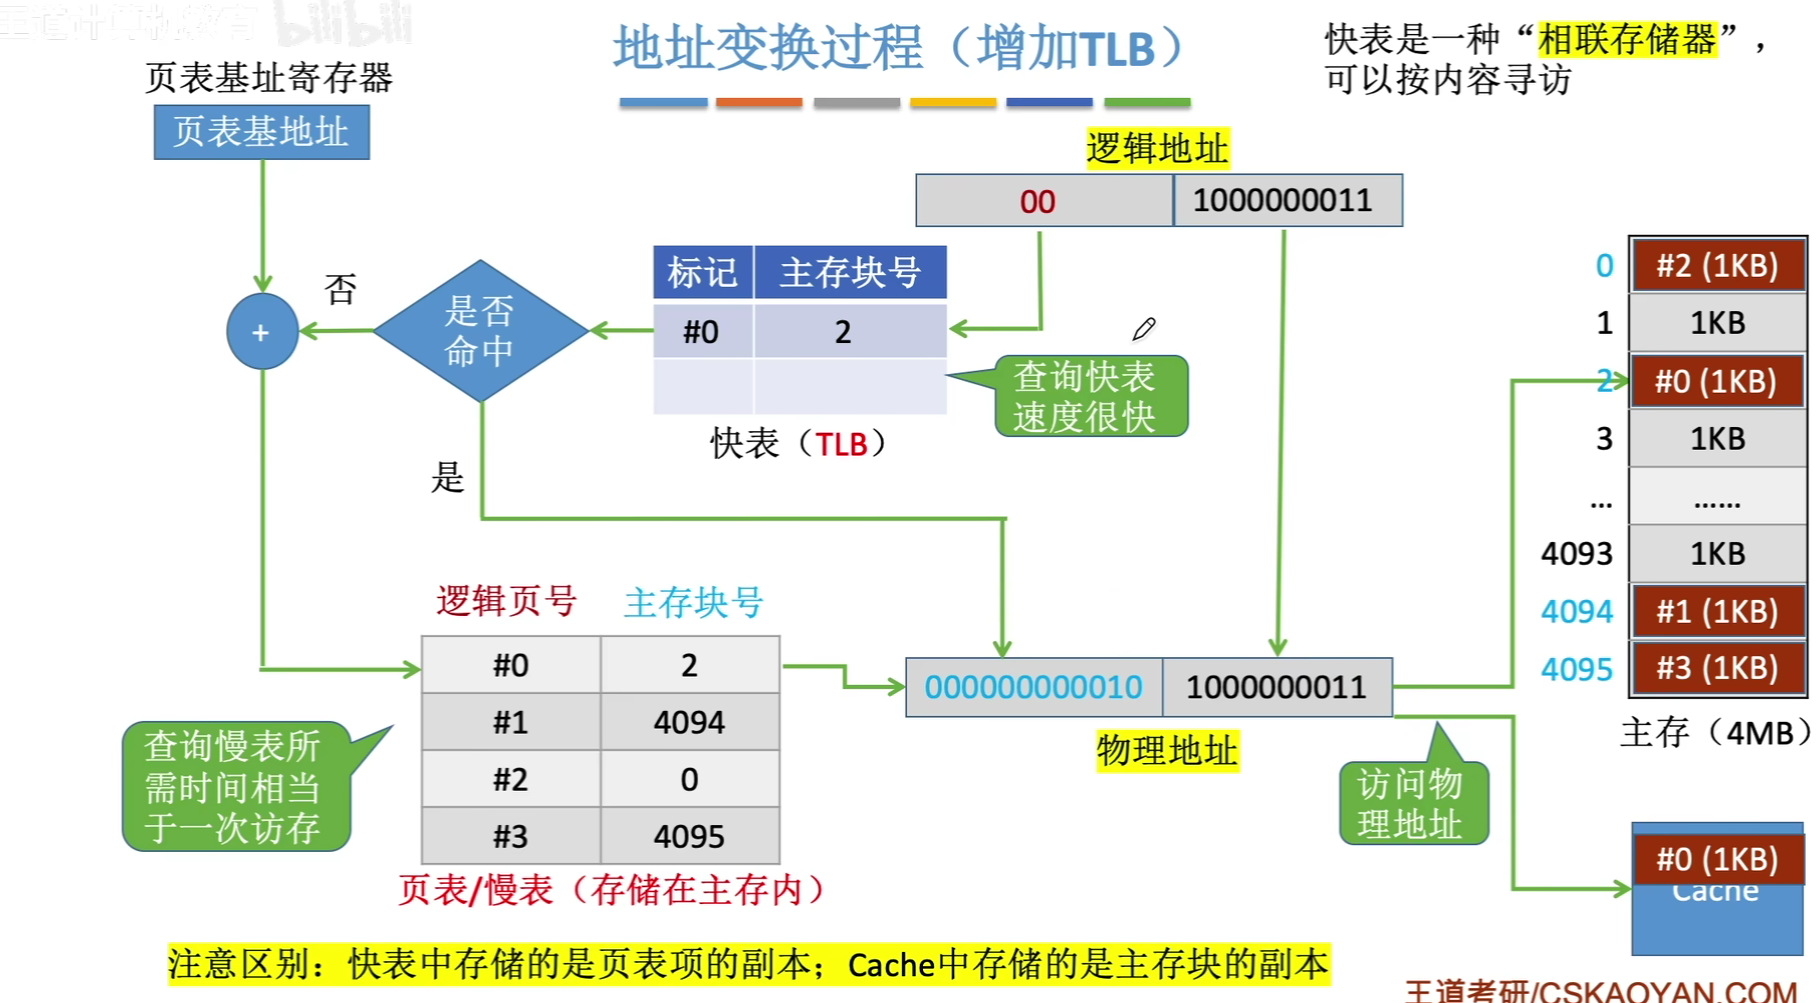 王道计算机教育 bilibili
地址变换过程（增加TLB）
快表是一种“相联存储器”，
可以按内容寻访
页表基址寄存器
页表基地址
逻辑地址
00 1000000011
标记 主存块号
#0 2
快表（TLB）
查询快表
速度很快
是否
命中
否
是
+
逻辑页号 主存块号
#0 2
#1 4094
#2 0
#3 4095
页表/慢表（存储在主存内）
查询慢表所
需时间相当
于一次访存
000000000010 1000000011
物理地址
访问物
理地址
0 #2 (1KB)
1 1KB
2 #0 (1KB)
3 1KB
... ......
4093 1KB
4094 #1 (1KB)
4095 #3 (1KB)
主存（4MB）
#0 (1KB)
Cache
注意区别：快表中存储的是页表项的副本；Cache中存储的是主存块的副本
王道考研/CSKAOYAN.COM